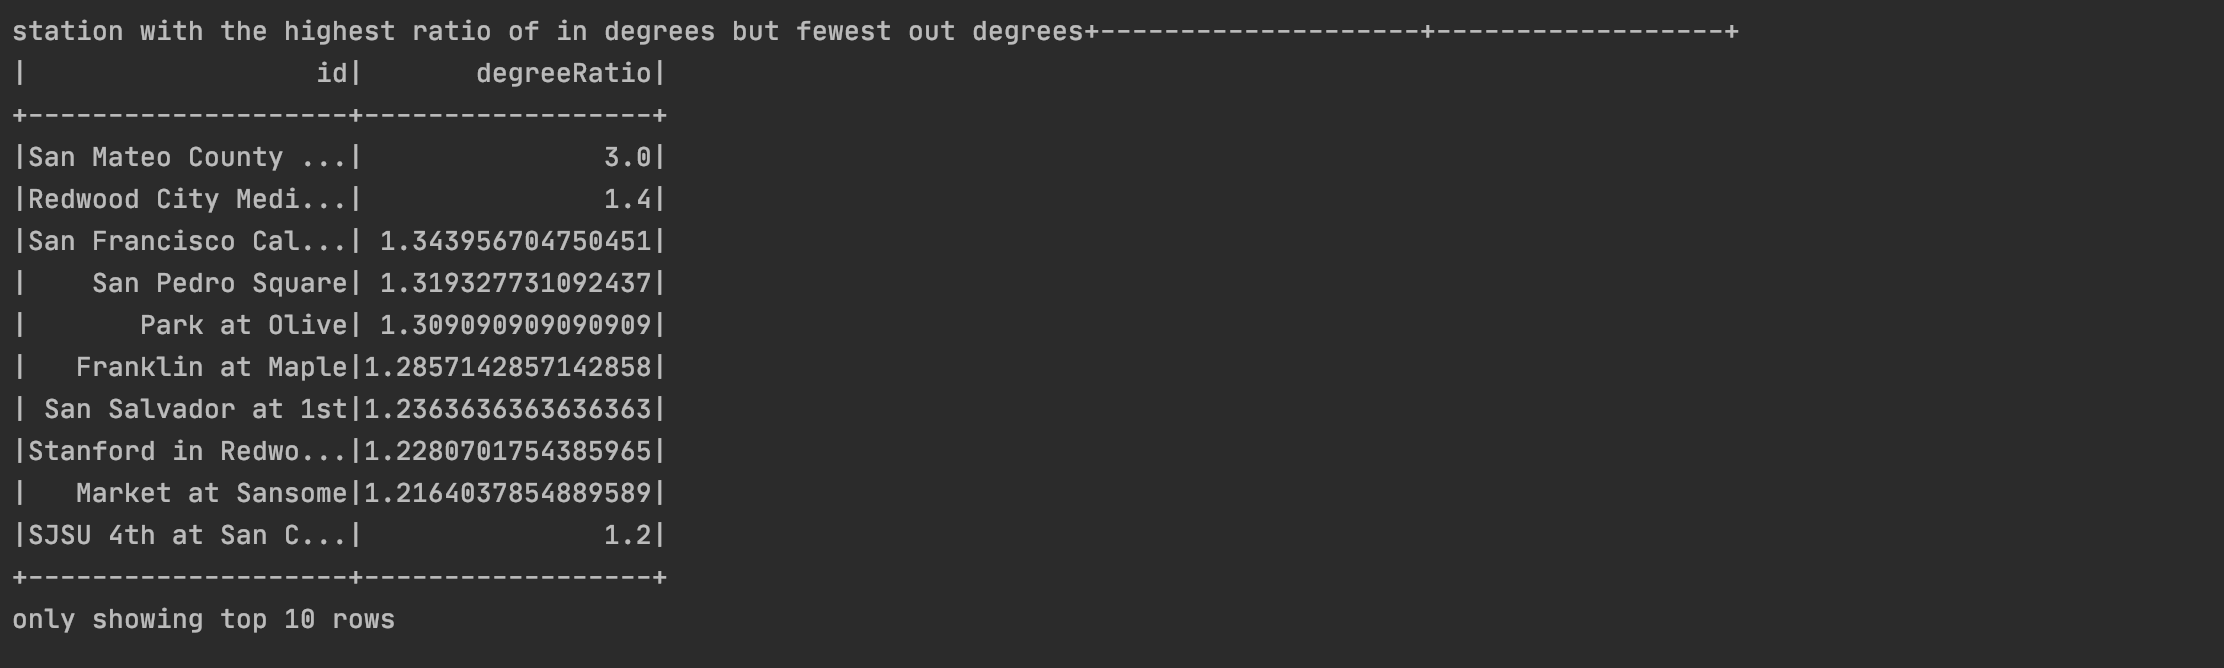 station with the highest ratio of in degrees but fewest out degrees+--------------------+------------------+
|                  id|       degreeRatio|
+--------------------+------------------+
|San Mateo County ...|               3.0|
|Redwood City Medi...|               1.4|
|San Francisco Cal...| 1.343956704750451|
|    San Pedro Square| 1.319327731092437|
|       Park at Olive| 1.309090909090909|
|   Franklin at Maple|1.2857142857142858|
| San Salvador at 1st|1.2363636363636363|
|Stanford in Redwo...|1.2280701754385965|
|   Market at Sansome|1.2164037854889589|
|SJSU 4th at San C...|               1.2|
+--------------------+------------------+
only showing top 10 rows